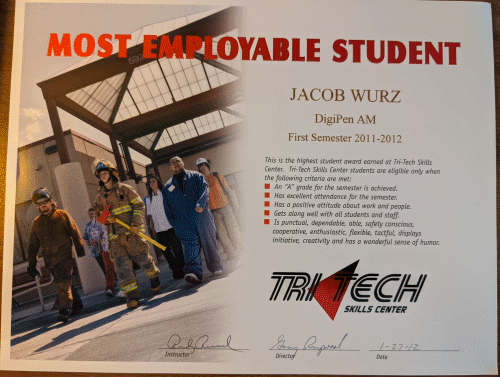 MOST EMPLOYABLE STUDENT
JACOB WURZ
DigiPen AM
First Semester 2011-2012
This is the highest student award earned at Tri-Tech Skills
Center. Tri-Tech Skills Center students are eligible only when
the following criteria are met:
An "A" grade for the semester is achieved.
Has excellent attendance for the semester.
Has a positive attitude about work and people.
Gets along well with all students and staff.
Is punctual, dependable, able, safety conscious,
cooperative, enthusiastic, flexible, tactful, displays
initiative, creativity and has a wonderful sense of humor.
TRI TECH
SKILLS CENTER
1-27-12
Instructor Director Date